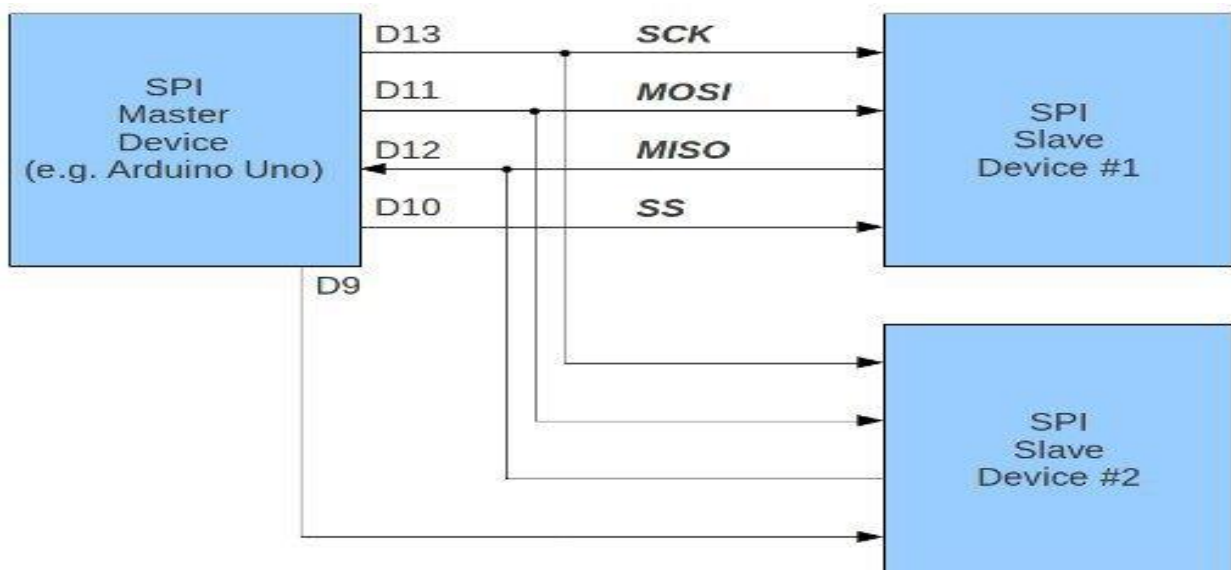 SPI
Master
Device
(e.g. Arduino Uno)
D13
SCK
D11
MOSI
D12
MISO
D10
SS
SPI
Slave
Device #1
D9
SPI
Slave
Device #2